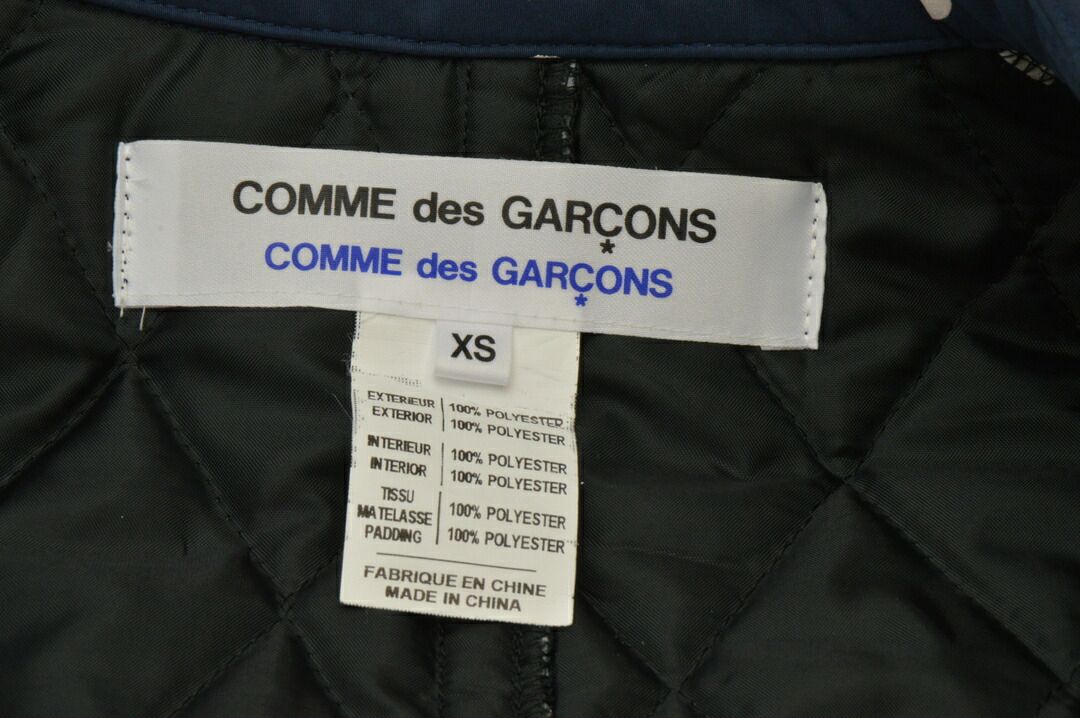 COMME des GARÇONS
*
COMME des GARÇONS
*
XS
EXTERIEUR 100% POLYESTER
EXTERIOR 100% POLYESTER
INTERIEUR 100% POLYESTER
INTERIOR 100% POLYESTER
TISSU
MATELASSE 100% POLYESTER
PADDING 100% POLYESTER
FABRIQUE EN CHINE
MADE IN CHINA